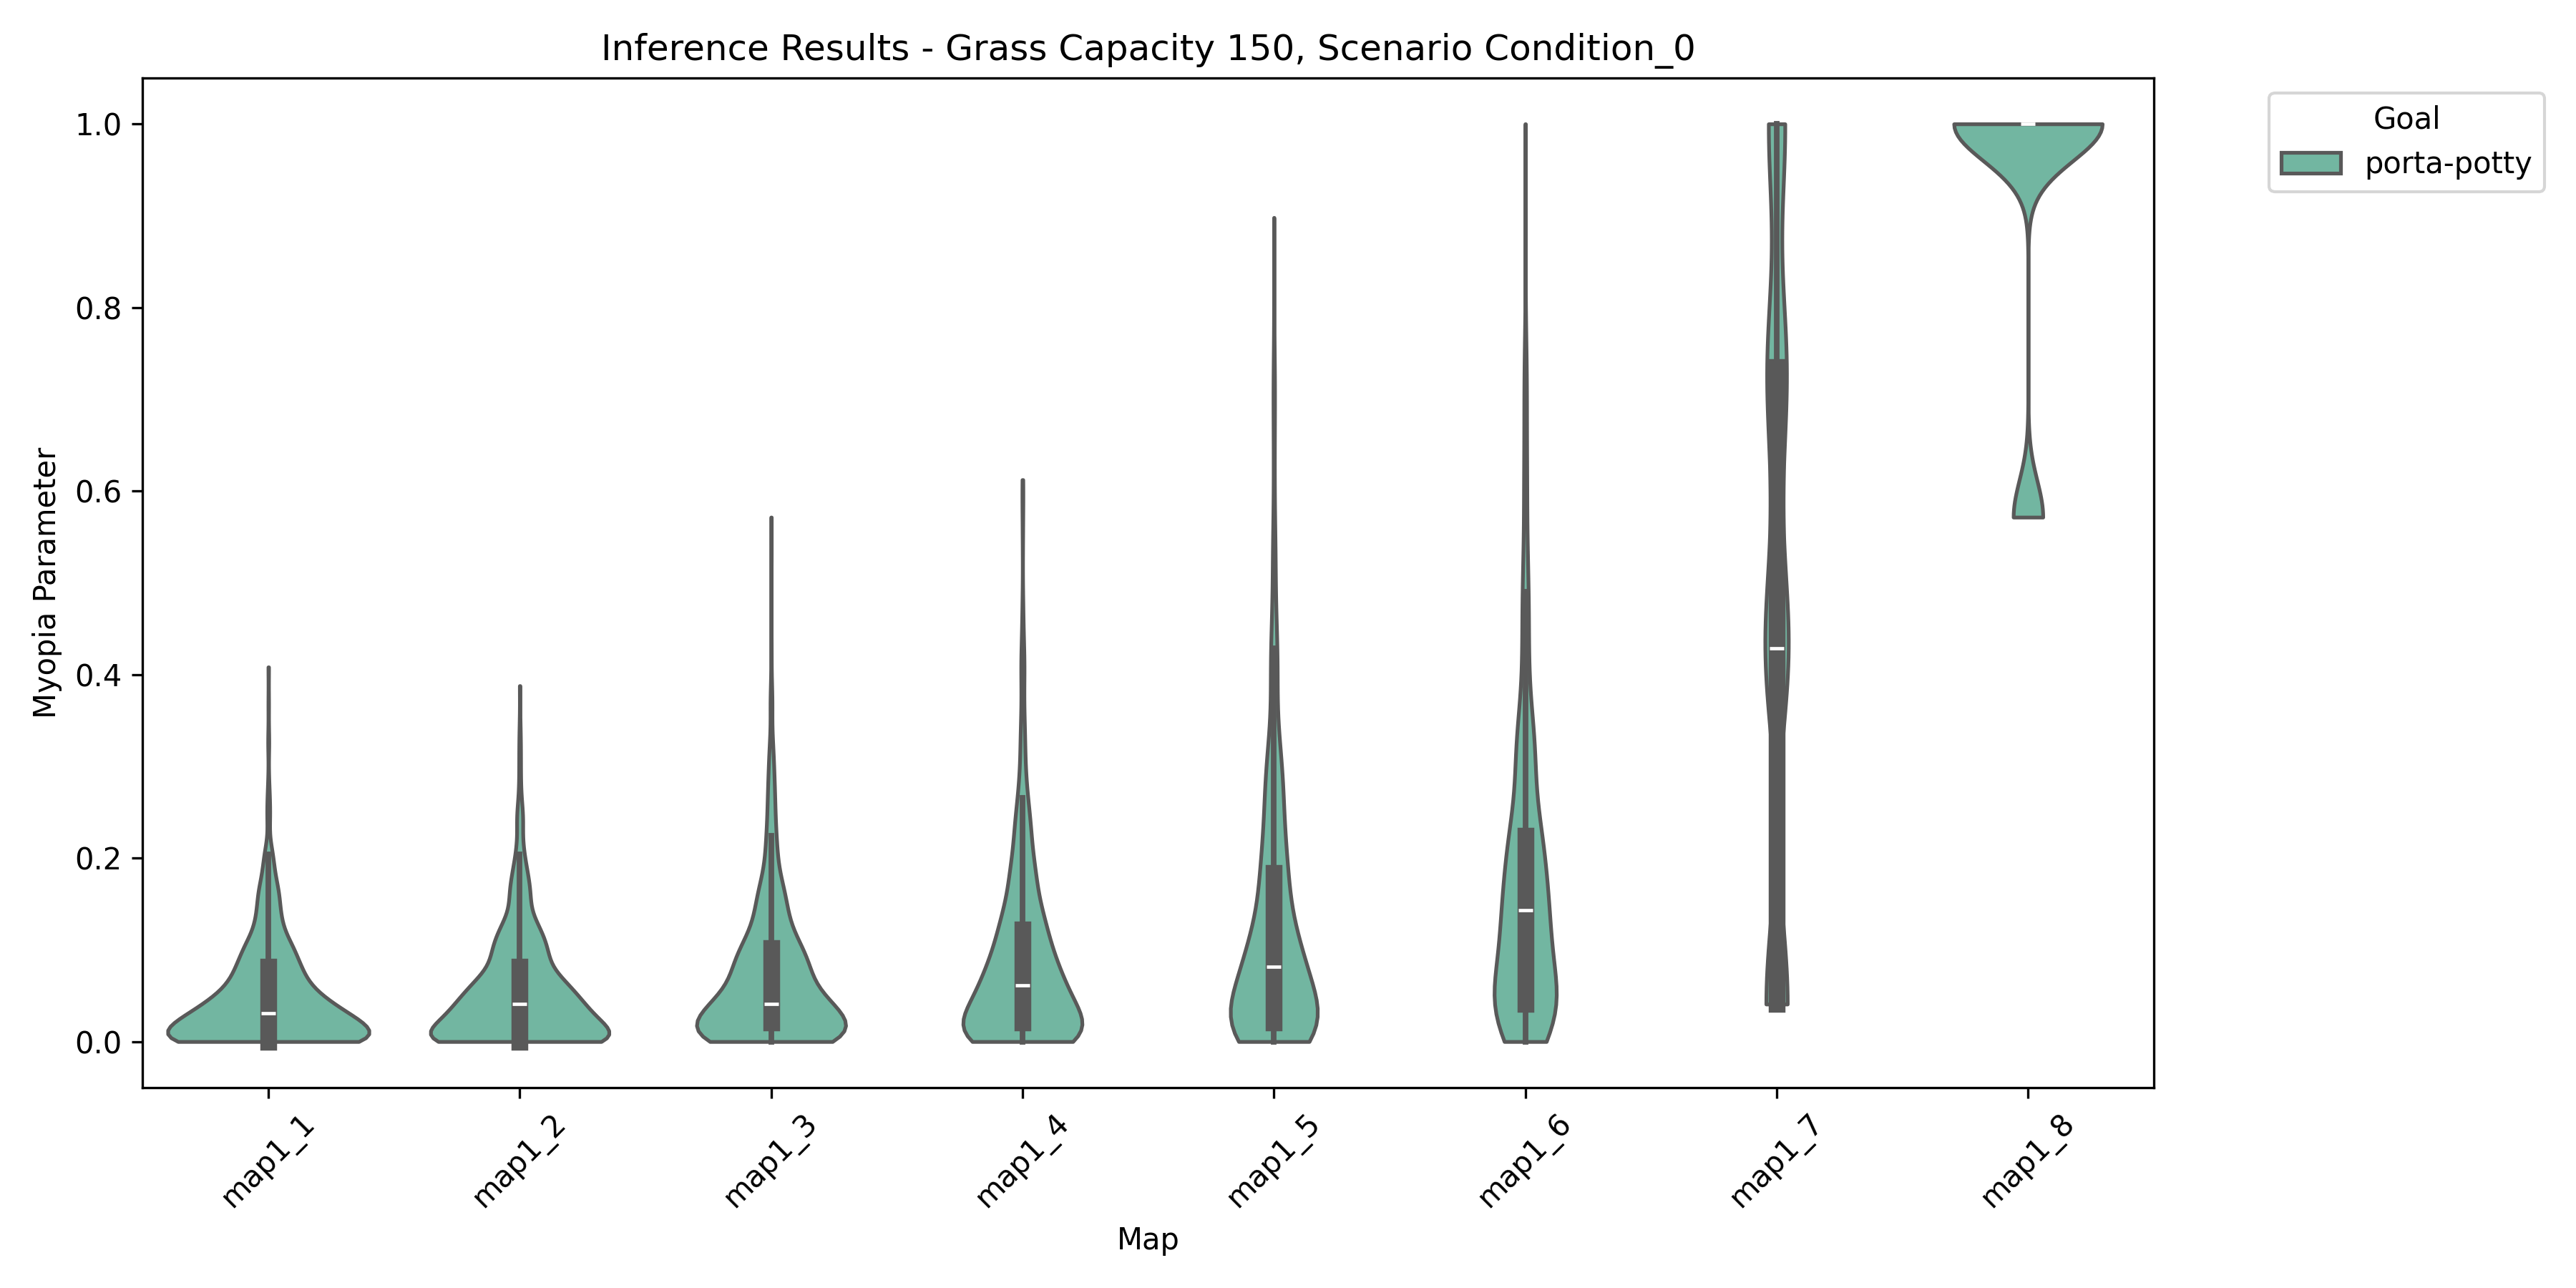 Inference Results - Grass Capacity 150, Scenario Condition_0
Goal
porta-potty
Myopia Parameter
1.0
0.8
0.6
0.4
0.2
0.0
map1_1
map1_2
map1_3
map1_4
map1_5
map1_6
map1_7
map1_8
Map